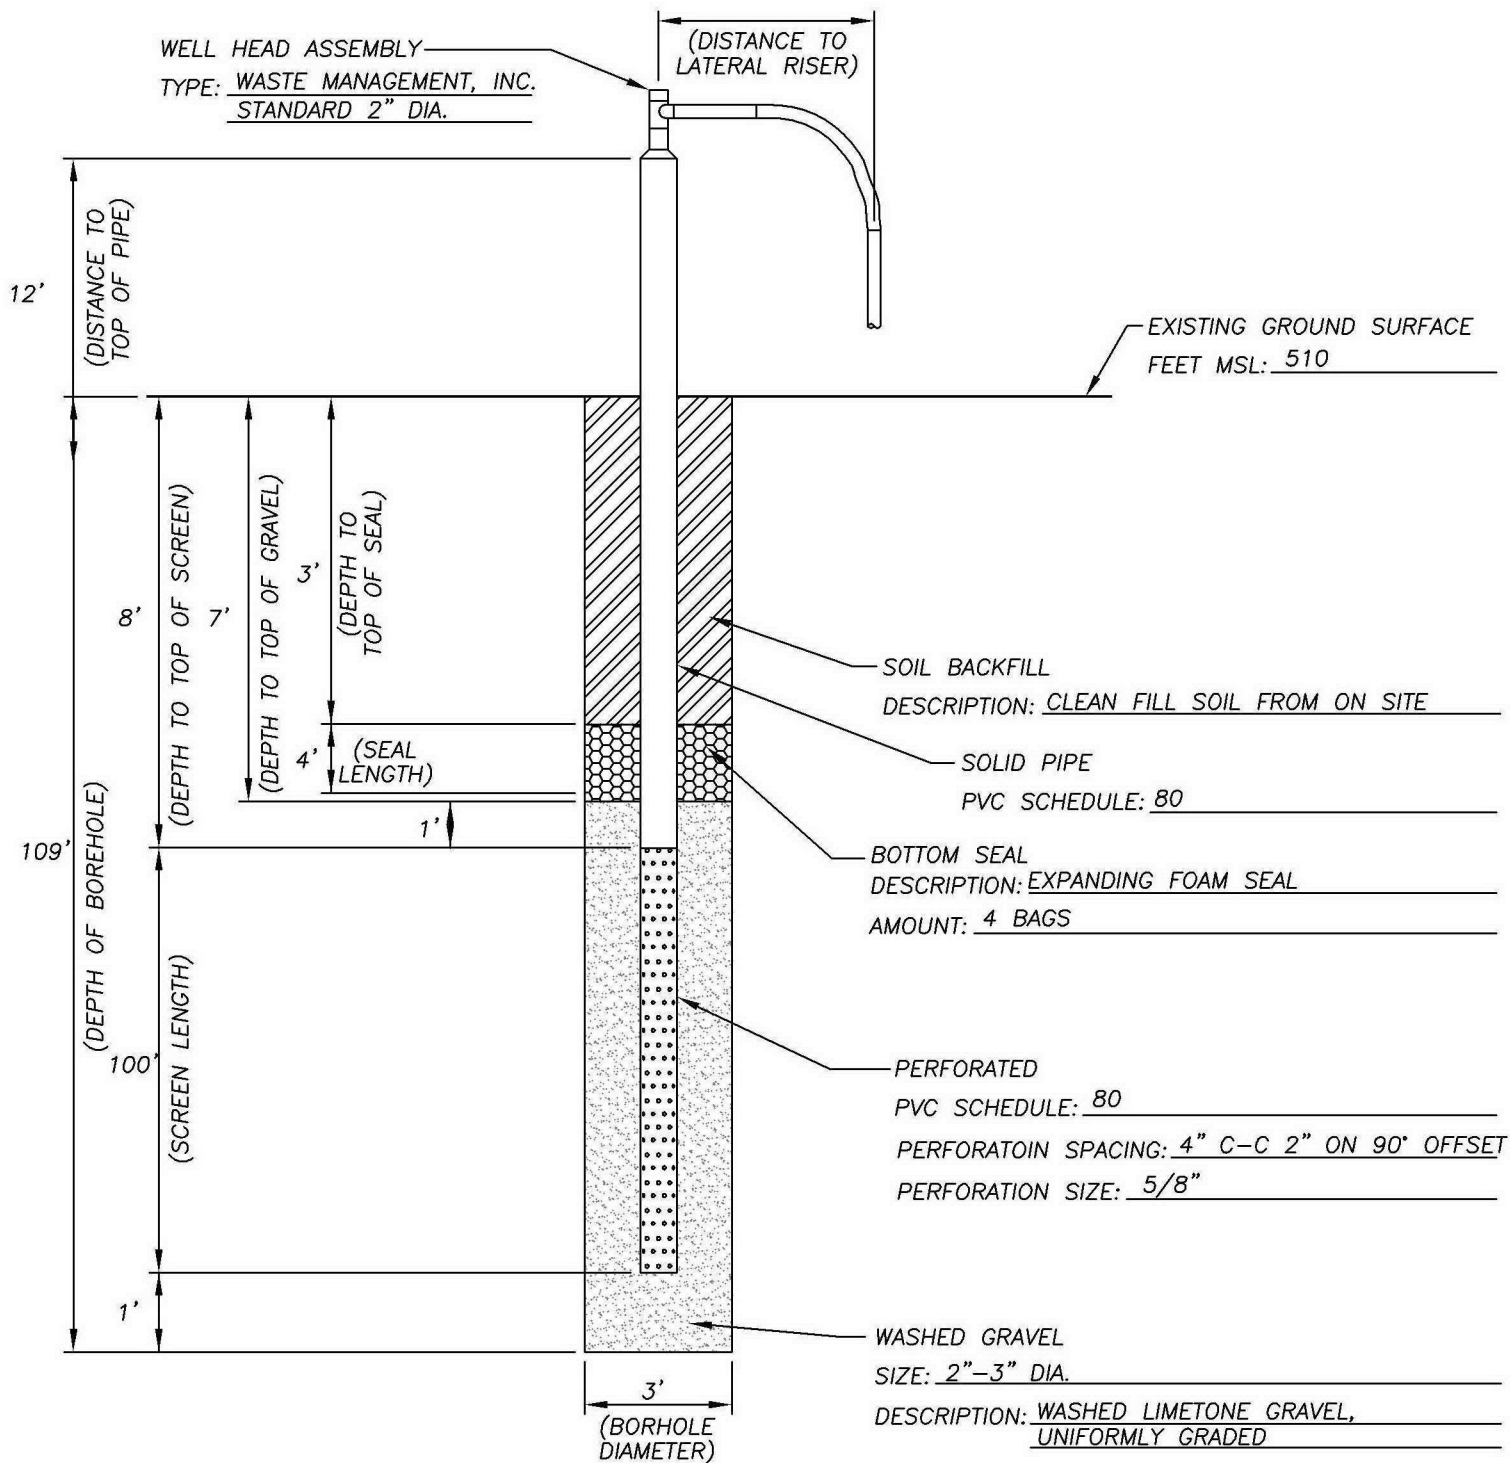 (DISTANCE TO
LATERAL RISER)
WELL HEAD ASSEMBLY
TYPE: WASTE MANAGEMENT, INC.
STANDARD 2” DIA.
12’
(DISTANCE TO
TOP OF PIPE)
EXISTING GROUND SURFACE
FEET MSL: 510
109’
(DEPTH OF BOREHOLE)
8’
(DEPTH TO TOP OF SCREEN)
7’
(DEPTH TO TOP OF GRAVEL)
3’
(DEPTH TO
TOP OF SEAL)
4’
(SEAL
LENGTH)
1’
SOIL BACKFILL
DESCRIPTION: CLEAN FILL SOIL FROM ON SITE
SOLID PIPE
PVC SCHEDULE: 80
BOTTOM SEAL
DESCRIPTION: EXPANDING FOAM SEAL
AMOUNT: 4 BAGS
100’
(SCREEN LENGTH)
PERFORATED
PVC SCHEDULE: 80
PERFORATOIN SPACING: 4” C-C 2” ON 90° OFFSET
PERFORATION SIZE: 5/8”
1’
WASHED GRAVEL
SIZE: 2”-3” DIA.
DESCRIPTION: WASHED LIMETONE GRAVEL,
UNIFORMLY GRADED
3’
(BORHOLE
DIAMETER)